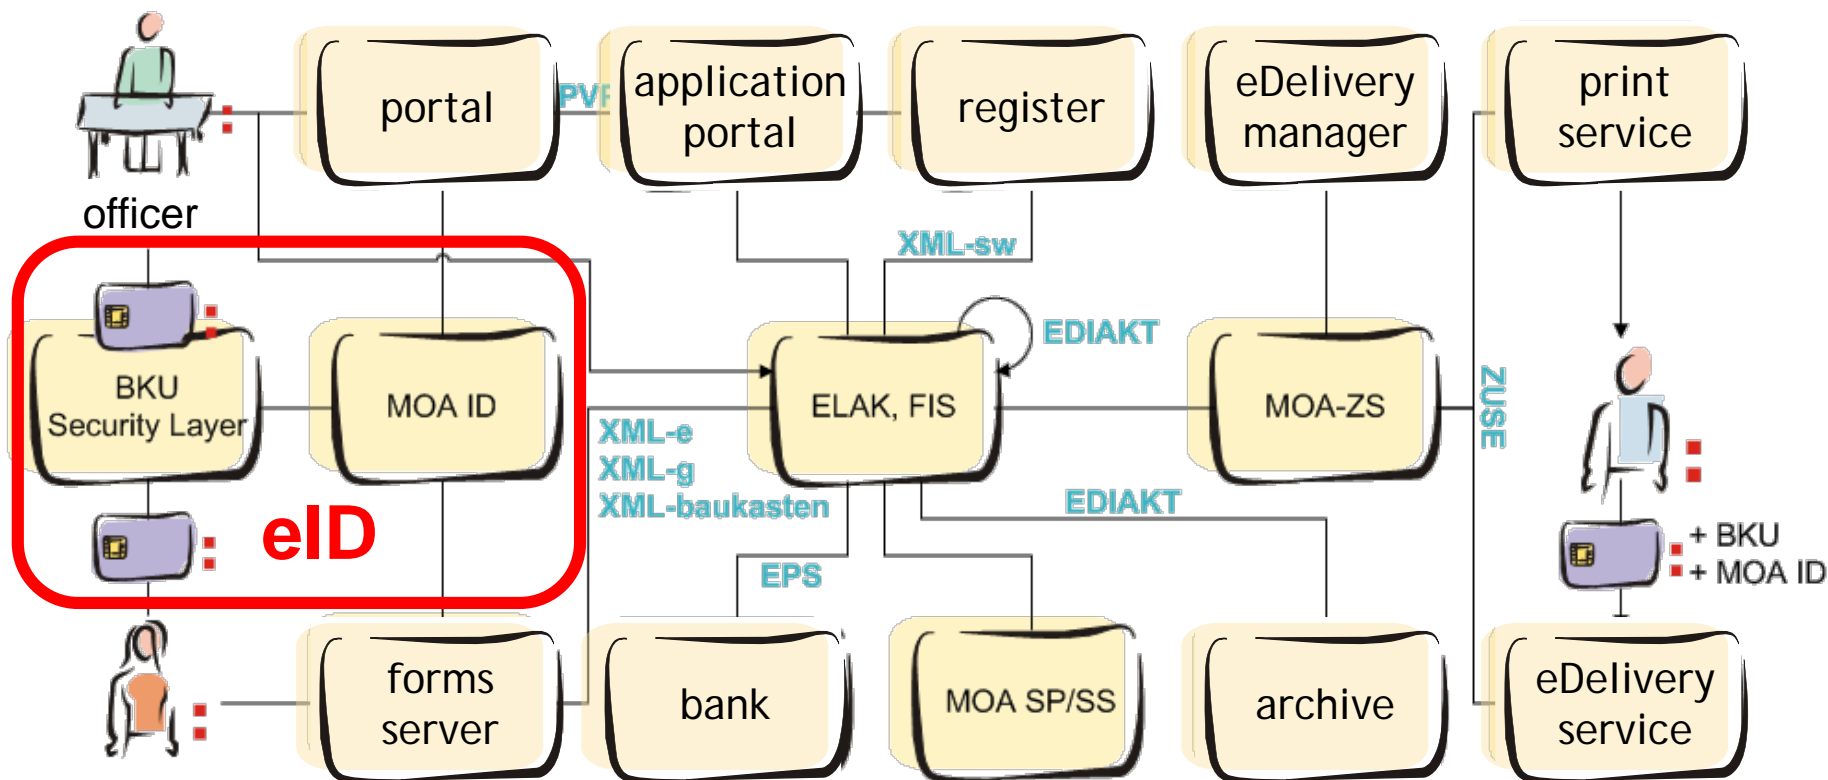 portal
application
portal
register
eDelivery
manager
print
service
officer
XML-sw
EDIAKT
BKU
Security Layer
MOA ID
ELAK, FIS
MOA-ZS
ZUSE
XML-e
XML-g
XML-baukasten
EDIAKT
eID
EPS
+ BKU
+ MOA ID
forms
server
bank
MOA SP/SS
archive
eDelivery
service